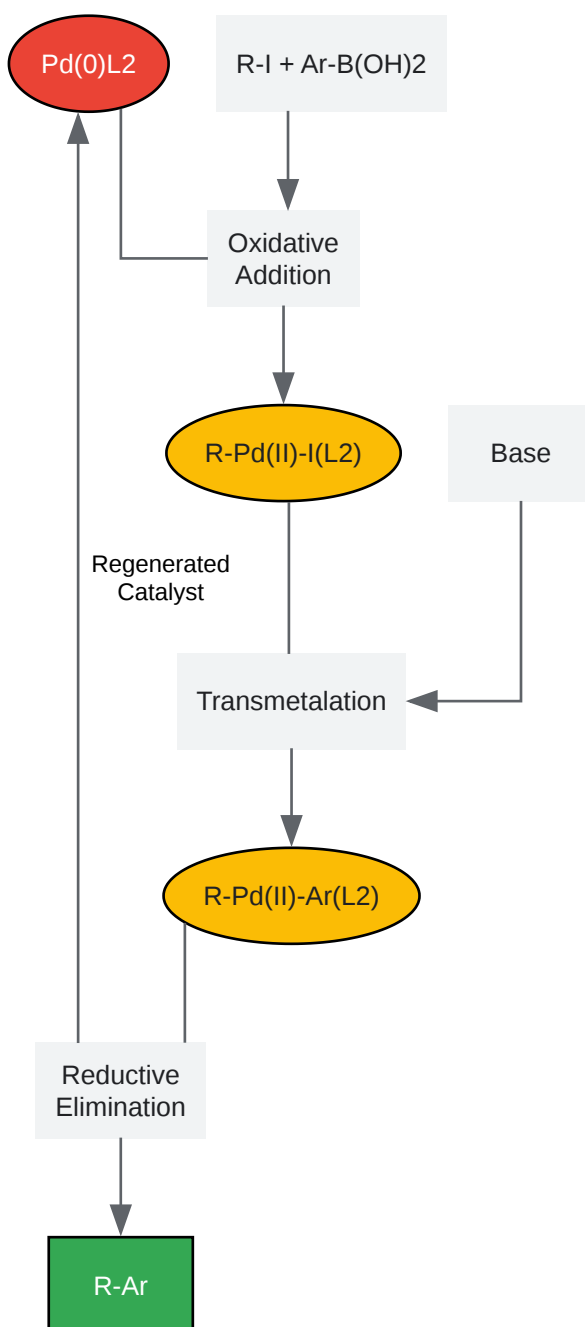 Pd(0)L2
R-I + Ar-B(OH)2
Oxidative
Addition
R-Pd(II)-I(L2)
Base
Regenerated
Catalyst
Transmetalation
R-Pd(II)-Ar(L2)
Reductive
Elimination
R-Ar